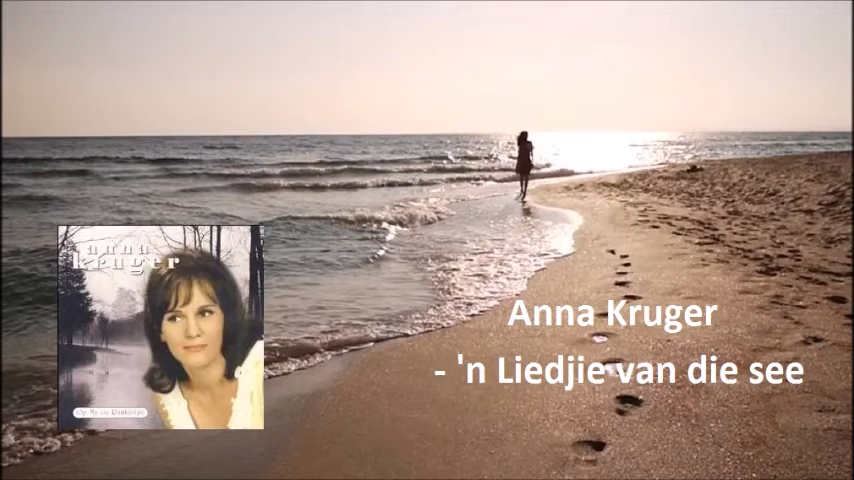 anna
kruger
Anna Kruger
- 'n Liedjie van die see